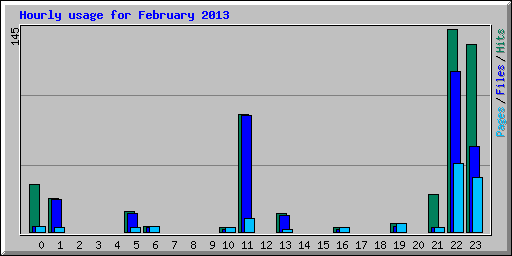 Hourly usage for February 2013
145
Pages/Files/Hits
0 1 2 3 4 5 6 7 8 9 10 11 12 13 14 15 16 17 18 19 20 21 22 23